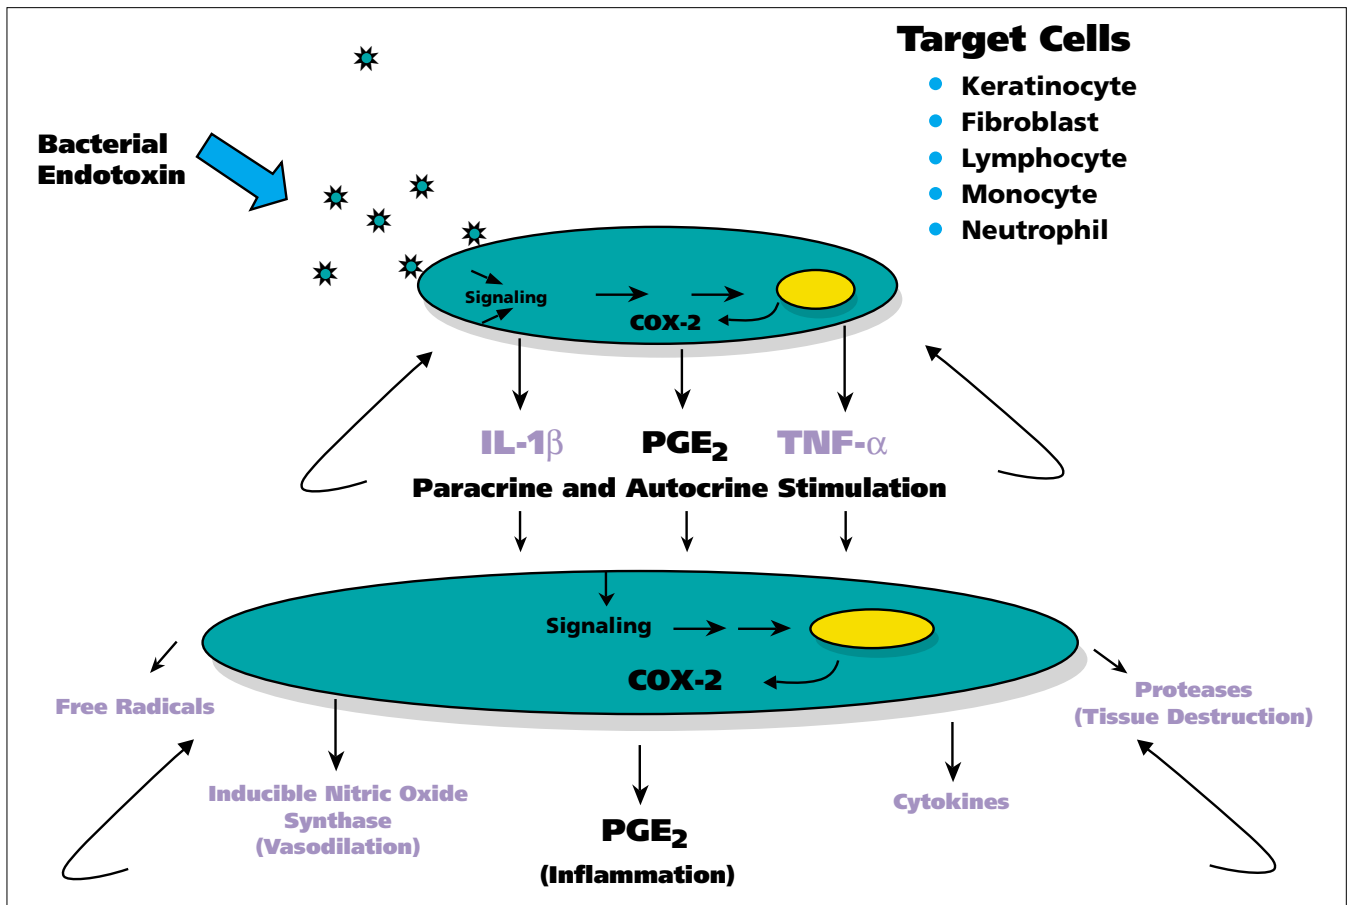 Target Cells
Keratinocyte
Fibroblast
Lymphocyte
Monocyte
Neutrophil
Bacterial
Endotoxin
Signaling
COX-2
IL-1β
PGE₂
TNF-α
Paracrine and Autocrine Stimulation
Signaling
COX-2
Free Radicals
Proteases
(Tissue Destruction)
Inducible Nitric Oxide
Synthase
(Vasodilation)
PGE₂
(Inflammation)
Cytokines